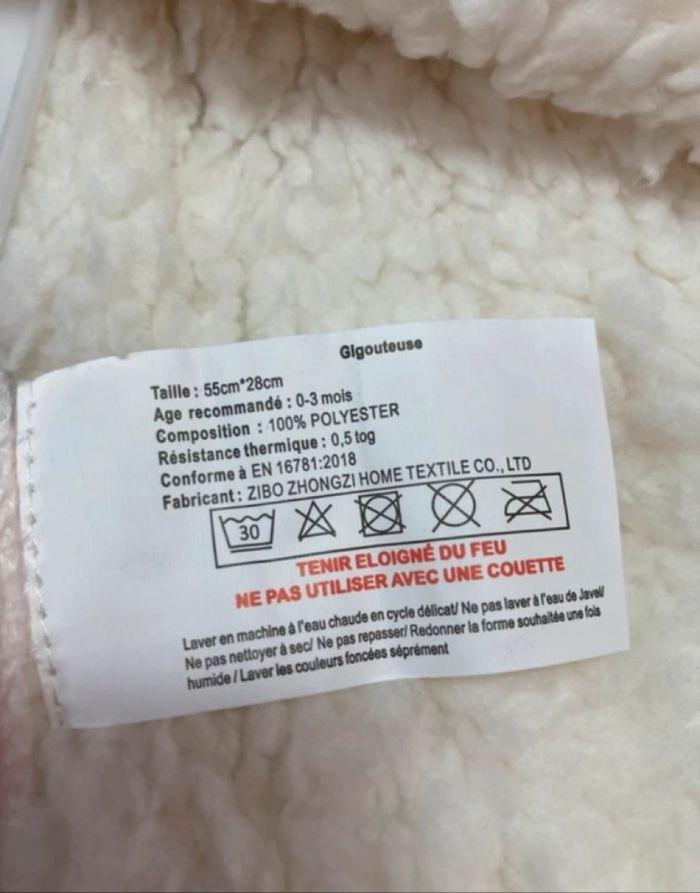 Gigouteuse
Taille : 55cm*28cm
Age recommandé : 0-3 mois
Composition : 100% POLYESTER
Résistance thermique : 0,5 tog
Conforme à EN 16781:2018
Fabricant : ZIBO ZHONGZI HOME TEXTILE CO., LTD
30
TENIR ELOIGNÉ DU FEU
NE PAS UTILISER AVEC UNE COUETTE
Laver en machine à l'eau chaude en cycle délicat/ Ne pas laver à l'eau de Javel/
Ne pas nettoyer à sec/ Ne pas repasser/ Redonner la forme souhaitée une fois
humide / Laver les couleurs foncées séprément